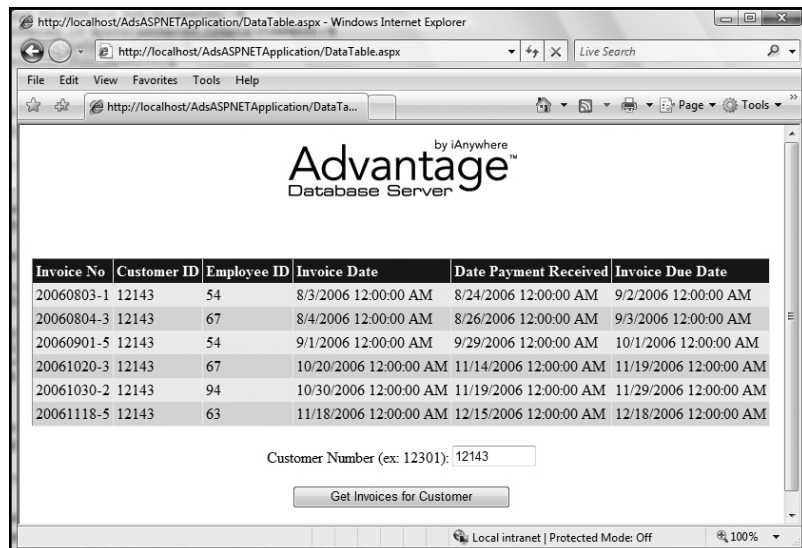 http://localhost/AdsASPNETApplication/DataTable.aspx - Windows Internet Explorer
http://localhost/AdsASPNETApplication/DataTable.aspx Live Search
File Edit View Favorites Tools Help
http://localhost/AdsASPNETApplication/DataTa... Page Tools
by iAnywhere
Advantage™
Database Server
Invoice No Customer ID Employee ID Invoice Date Date Payment Received Invoice Due Date
20060803-1 12143 54 8/3/2006 12:00:00 AM 8/24/2006 12:00:00 AM 9/2/2006 12:00:00 AM
20060804-3 12143 67 8/4/2006 12:00:00 AM 8/26/2006 12:00:00 AM 9/3/2006 12:00:00 AM
20060901-5 12143 54 9/1/2006 12:00:00 AM 9/29/2006 12:00:00 AM 10/1/2006 12:00:00 AM
20061020-3 12143 67 10/20/2006 12:00:00 AM 11/14/2006 12:00:00 AM 11/19/2006 12:00:00 AM
20061030-2 12143 94 10/30/2006 12:00:00 AM 11/19/2006 12:00:00 AM 11/29/2006 12:00:00 AM
20061118-5 12143 63 11/18/2006 12:00:00 AM 12/15/2006 12:00:00 AM 12/18/2006 12:00:00 AM
Customer Number (ex: 12301): 12143
Get Invoices for Customer
Local intranet | Protected Mode: Off 100%